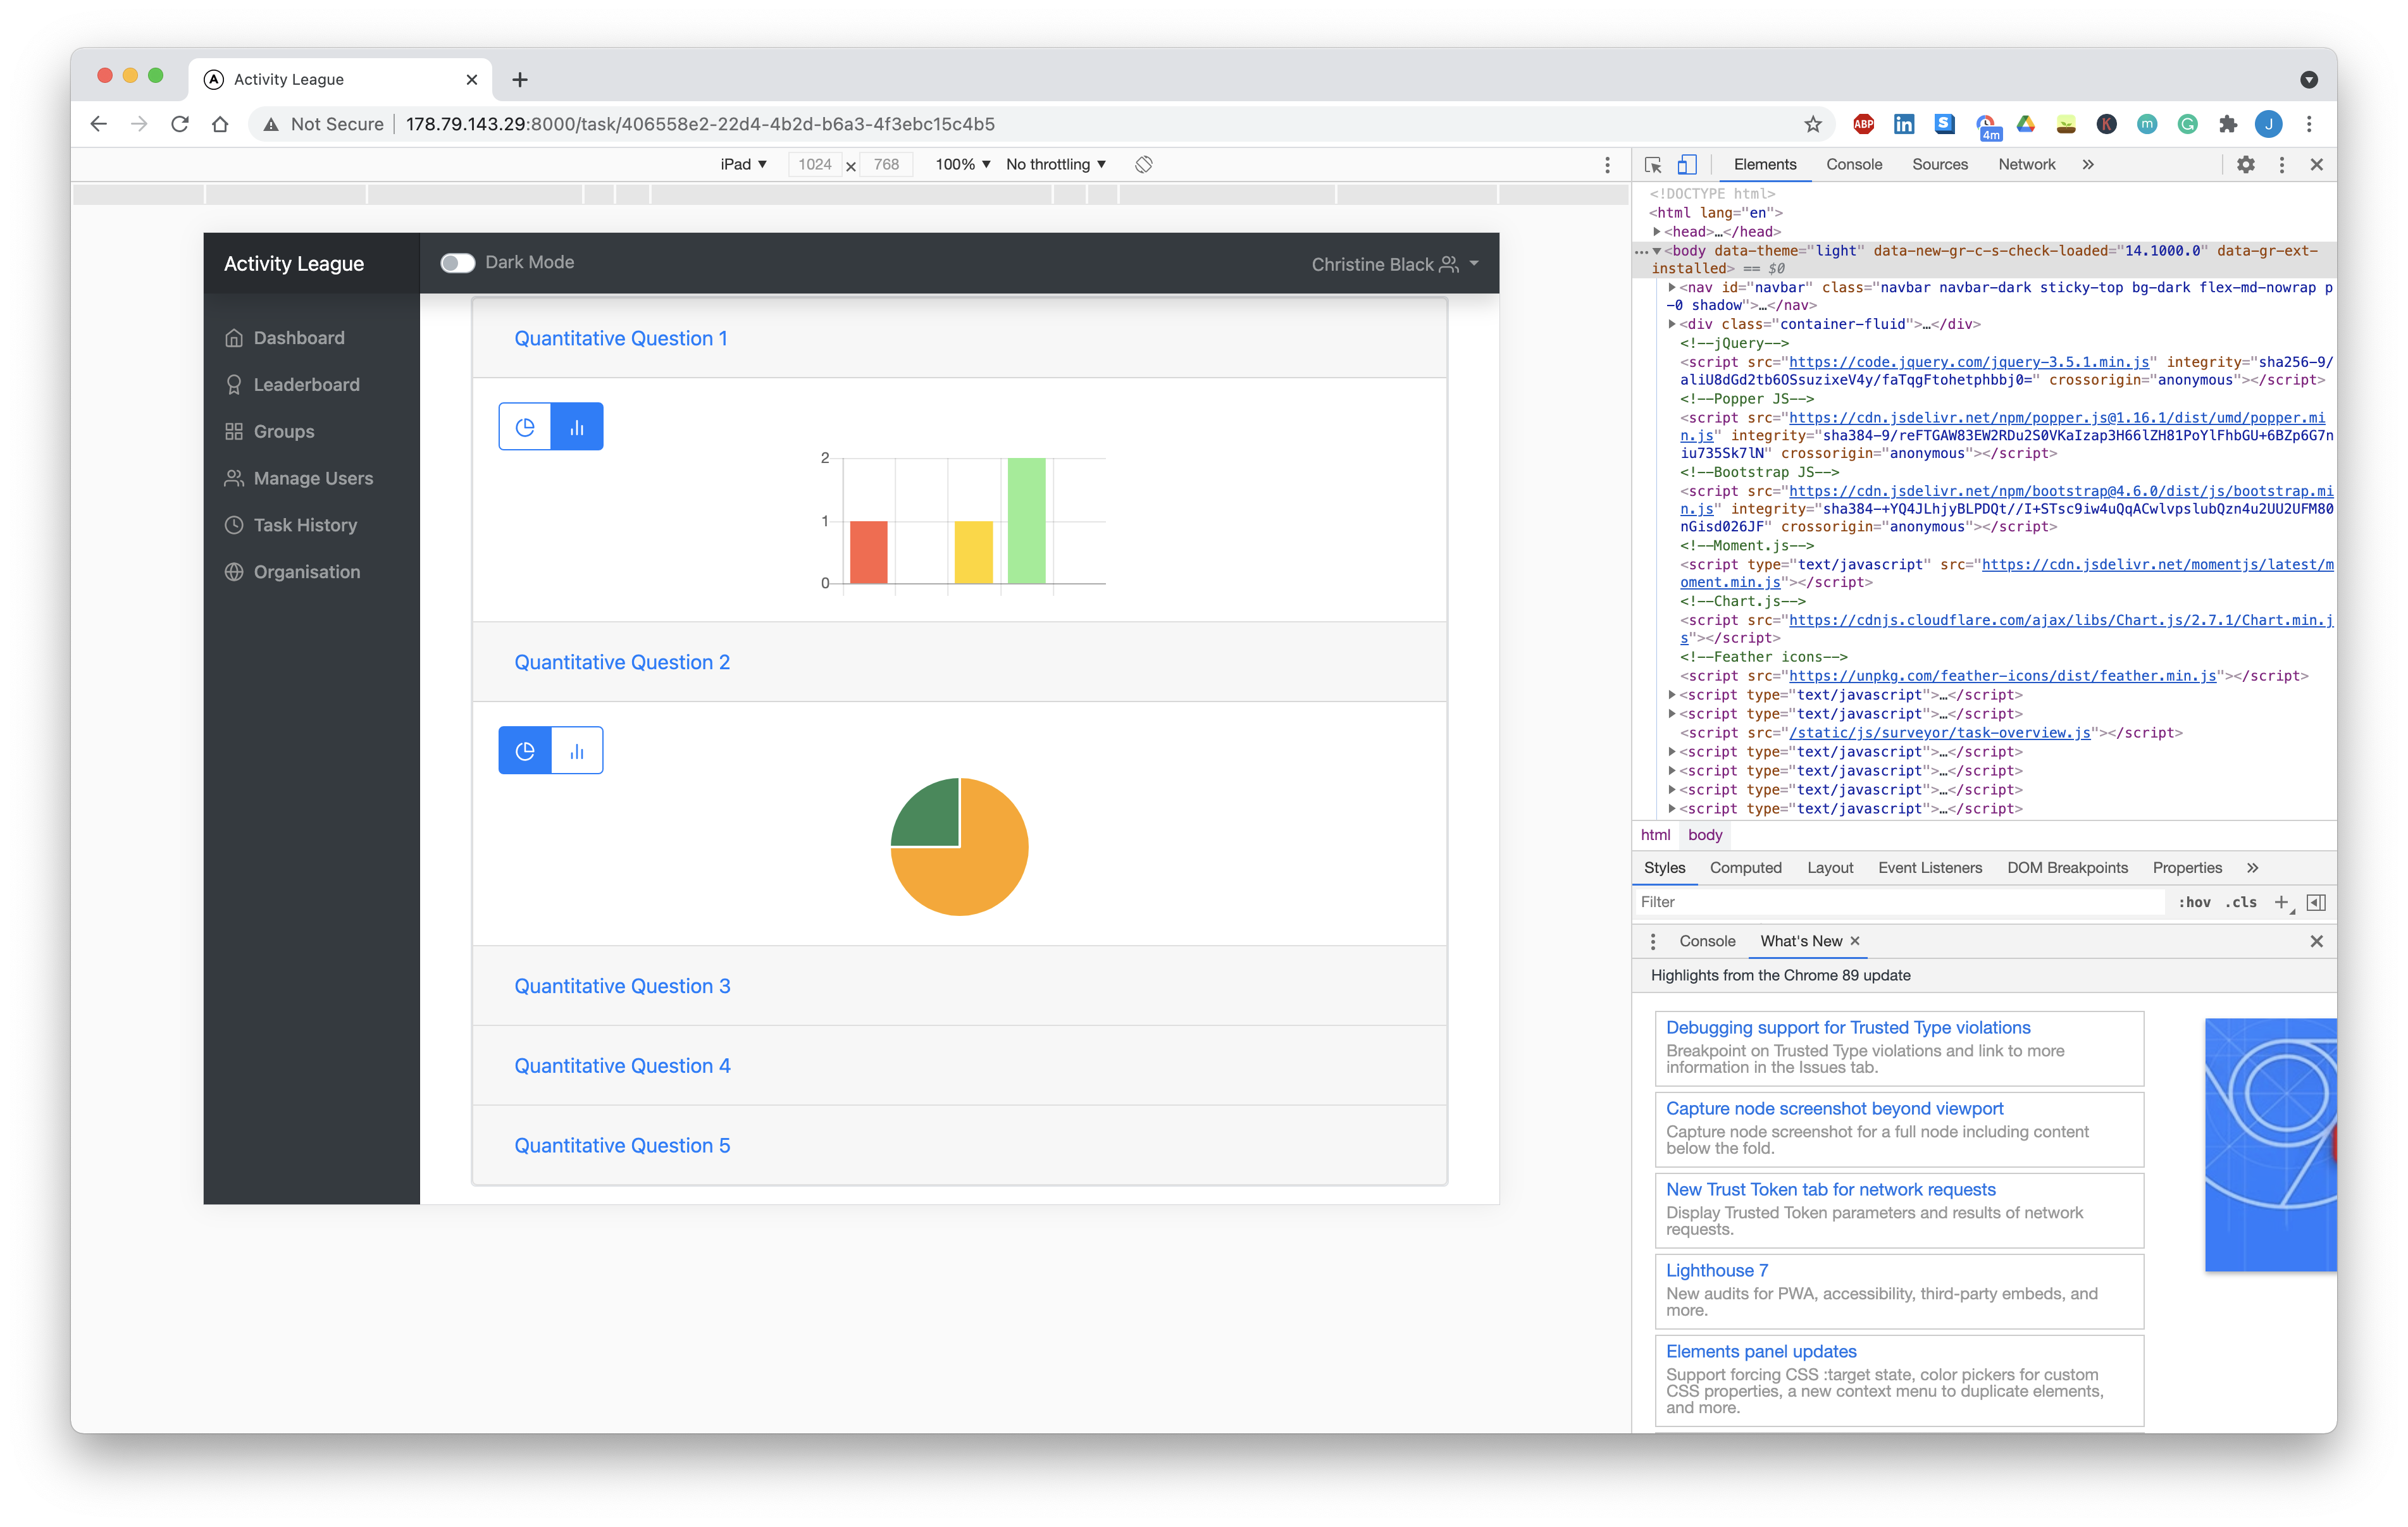 Activity League
Not Secure | 178.79.143.29:8000/task/406558e2-22d4-4b2d-b6a3-4f3ebc15c4b5
ABP
in
S
4m
K
m
G
J
iPad ▼ 1024 × 768 100% ▼ No throttling ▼
Elements Console Sources Network »
Activity League
Dark Mode
Christine Black
Dashboard
Leaderboard
Groups
Manage Users
Task History
Organisation
Quantitative Question 1
2
1
0
Quantitative Question 2
Quantitative Question 3
Quantitative Question 4
Quantitative Question 5
<!DOCTYPE html>
<html lang="en">
<head>…</head>
<body data-theme="light" data-new-gr-c-s-check-loaded="14.1000.0" data-gr-ext-
installed> == $0
<nav id="navbar" class="navbar navbar-dark sticky-top bg-dark flex-md-nowrap p
-0 shadow">…</nav>
<div class="container-fluid">…</div>
<!--jQuery-->
<script src="https://code.jquery.com/jquery-3.5.1.min.js" integrity="sha256-9/
aliU8dGd2tb6OSsuzixeV4y/faTqgFtohetphbbj0=" crossorigin="anonymous"></script>
<!--Popper JS-->
<script src="https://cdn.jsdelivr.net/npm/popper.js@1.16.1/dist/umd/popper.mi
n.js" integrity="sha384-9/reFTGAW83EW2RDu2S0VKaIzap3H66lZH81PoYlFhbGU+6BZp6G7n
iu735Sk7lN" crossorigin="anonymous"></script>
<!--Bootstrap JS-->
<script src="https://cdn.jsdelivr.net/npm/bootstrap@4.6.0/dist/js/bootstrap.mi
n.js" integrity="sha384-+YQ4JLhjyBLPDQt//I+STsc9iw4uQqACwlvpslubQzn4u2UU2UFM80
nGisd026JF" crossorigin="anonymous"></script>
<!--Moment.js-->
<script type="text/javascript" src="https://cdn.jsdelivr.net/momentjs/latest/m
oment.min.js"></script>
<!--Chart.js-->
<script src="https://cdnjs.cloudflare.com/ajax/libs/Chart.js/2.7.1/Chart.min.j
s"></script>
<!--Feather icons-->
<script src="https://unpkg.com/feather-icons/dist/feather.min.js"></script>
<script type="text/javascript">…</script>
<script type="text/javascript">…</script>
<script src="/static/js/surveyor/task-overview.js"></script>
<script type="text/javascript">…</script>
<script type="text/javascript">…</script>
<script type="text/javascript">…</script>
<script type="text/javascript">…</script>
html body
Styles Computed Layout Event Listeners DOM Breakpoints Properties »
Filter :hov .cls +
Console What's New ×
Highlights from the Chrome 89 update
Debugging support for Trusted Type violations
Breakpoint on Trusted Type violations and link to more
information in the Issues tab.
Capture node screenshot beyond viewport
Capture node screenshot for a full node including content
below the fold.
New Trust Token tab for network requests
Display Trusted Token parameters and results of network
requests.
Lighthouse 7
New audits for PWA, accessibility, third-party embeds, and
more.
Elements panel updates
Support forcing CSS :target state, color pickers for custom
CSS properties, a new context menu to duplicate elements,
and more.